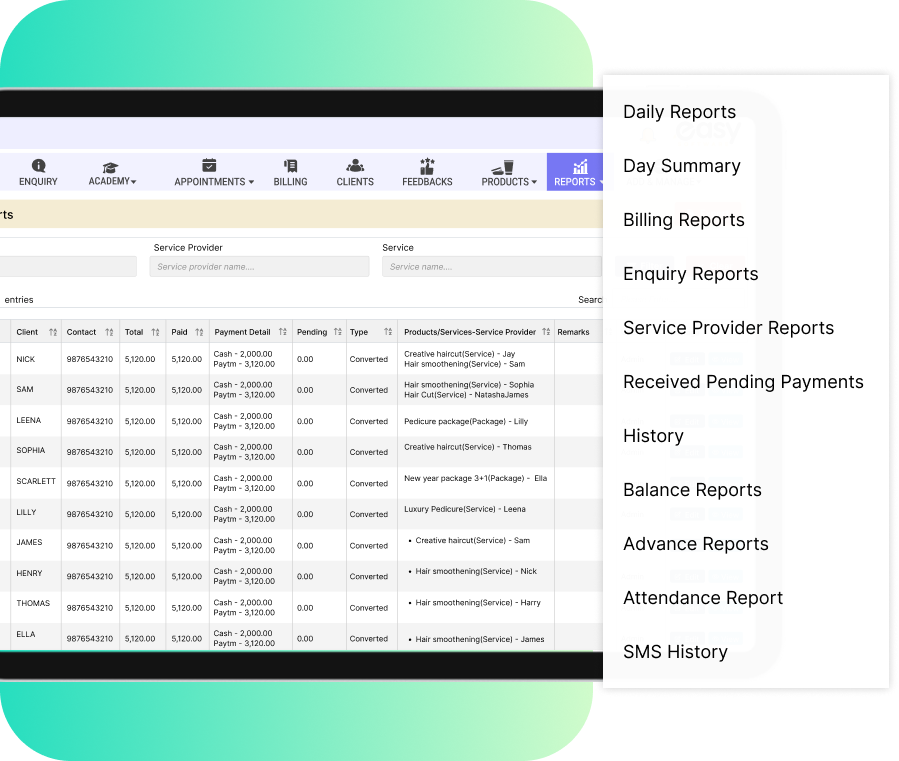 ENQUIRY ACADEMY APPOINTMENTS BILLING CLIENTS FEEDBACKS PRODUCTS REPORTS
rts
Service Provider Service
Service provider name.... Service name....
entries Searc
Client Contact Total Paid Payment Detail Pending Type Products/Services-Service Provider Remarks
NICK 9876543210 5,120.00 5,120.00 Cash - 2,000.00 0.00 Converted Creative haircut(Service) - Jay
Paytm - 3,120.00 Hair smoothening(Service) - Sam
SAM 9876543210 5,120.00 5,120.00 Cash - 2,000.00 0.00 Converted Hair smoothening(Service) - Sophia
Paytm - 3,120.00 Hair Cut(Service) - NatashaJames
LEENA 9876543210 5,120.00 5,120.00 Cash - 2,000.00 0.00 Converted Pedicure package(Package) - Lilly
Paytm - 3,120.00
SOPHIA 9876543210 5,120.00 5,120.00 Cash - 2,000.00 0.00 Converted Creative haircut(Service) - Thomas
Paytm - 3,120.00
SCARLETT 9876543210 5,120.00 5,120.00 Cash - 2,000.00 0.00 Converted New year package 3+1(Package) - Ella
Paytm - 3,120.00
LILLY 9876543210 5,120.00 5,120.00 Cash - 2,000.00 0.00 Converted Luxury Pedicure(Service) - Leena
Paytm - 3,120.00
JAMES 9876543210 5,120.00 5,120.00 Cash - 2,000.00 0.00 Converted • Creative haircut(Service) - Sam
Paytm - 3,120.00
HENRY 9876543210 5,120.00 5,120.00 Cash - 2,000.00 0.00 Converted • Hair smoothening(Service) - Nick
Paytm - 3,120.00
THOMAS 9876543210 5,120.00 5,120.00 Cash - 2,000.00 0.00 Converted • Hair smoothening(Service) - Harry
Paytm - 3,120.00
ELLA 9876543210 5,120.00 5,120.00 Cash - 2,000.00 0.00 Converted • Hair smoothening(Service) - James
Paytm - 3,120.00
Daily Reports
Day Summary
Billing Reports
Enquiry Reports
Service Provider Reports
Received Pending Payments
History
Balance Reports
Advance Reports
Attendance Report
SMS History